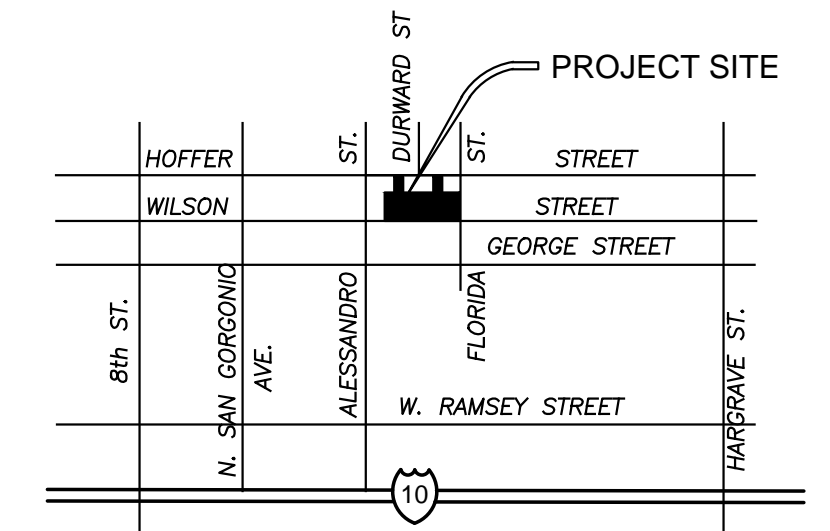 DURWARD ST
PROJECT SITE
HOFFER
ST.
ST.
STREET
WILSON
STREET
GEORGE STREET
8th ST.
N. SAN GORGONIO
AVE.
ALESSANDRO
FLORIDA
W. RAMSEY STREET
HARGRAVE ST.
10